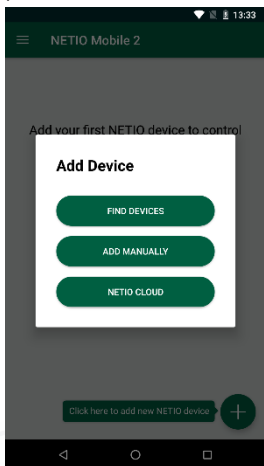 13:33
NETIO Mobile 2
Add your first NETIO device to control
Add Device
FIND DEVICES
ADD MANUALLY
NETIO CLOUD
Click here to add new NETIO device